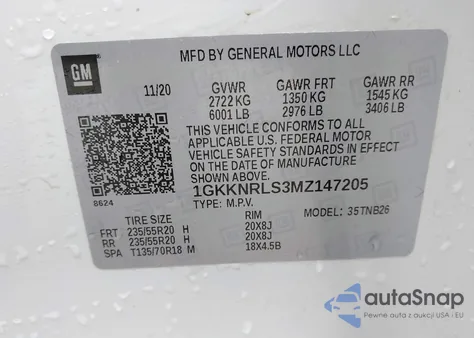 MFD BY GENERAL MOTORS LLC
GM
11/20 GVWR GAWR FRT GAWR RR
2722 KG 1350 KG 1545 KG
6001 LB 2976 LB 3406 LB
THIS VEHICLE CONFORMS TO ALL
APPLICABLE U.S. FEDERAL MOTOR
VEHICLE SAFETY STANDARDS IN EFFECT
ON THE DATE OF MANUFACTURE
SHOWN ABOVE.
1GKKNRLS3MZ147205
8624 TYPE: M.P.V. MODEL: 35TNB26
TIRE SIZE RIM
FRT 235/55R20 H 20X8J
RR 235/55R20 H 20X8J
SPA T135/70R18 M 18X4.5B
autoSnap
Pewne auta z aukcji USA i EU